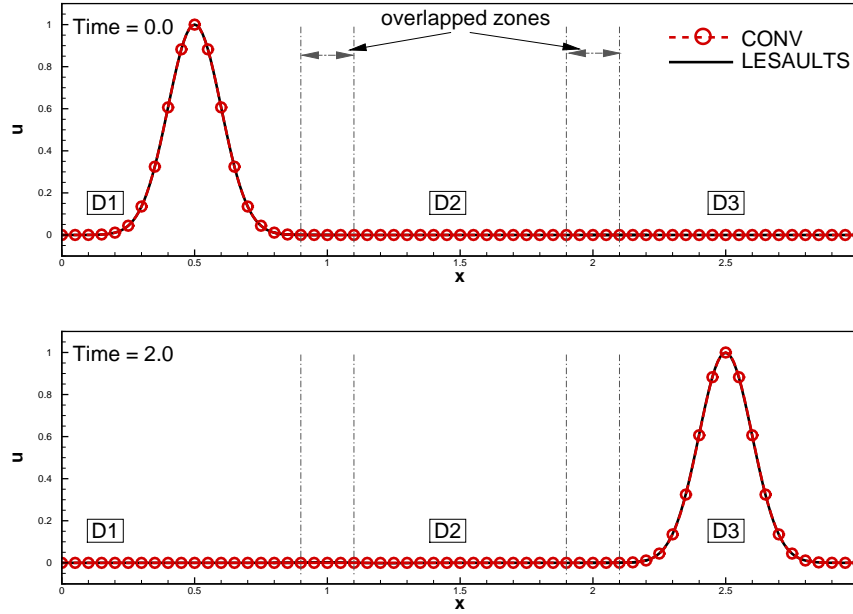 overlapped zones
Time = 0.0
CONV
LESAULTS
1
0.8
0.6
u
0.4
0.2
D1
D2
D3
0
0
0.5
1
1.5
2
2.5
x
Time = 2.0
1
0.8
0.6
u
0.4
0.2
D1
D2
D3
0
0
0.5
1
1.5
2
2.5
x